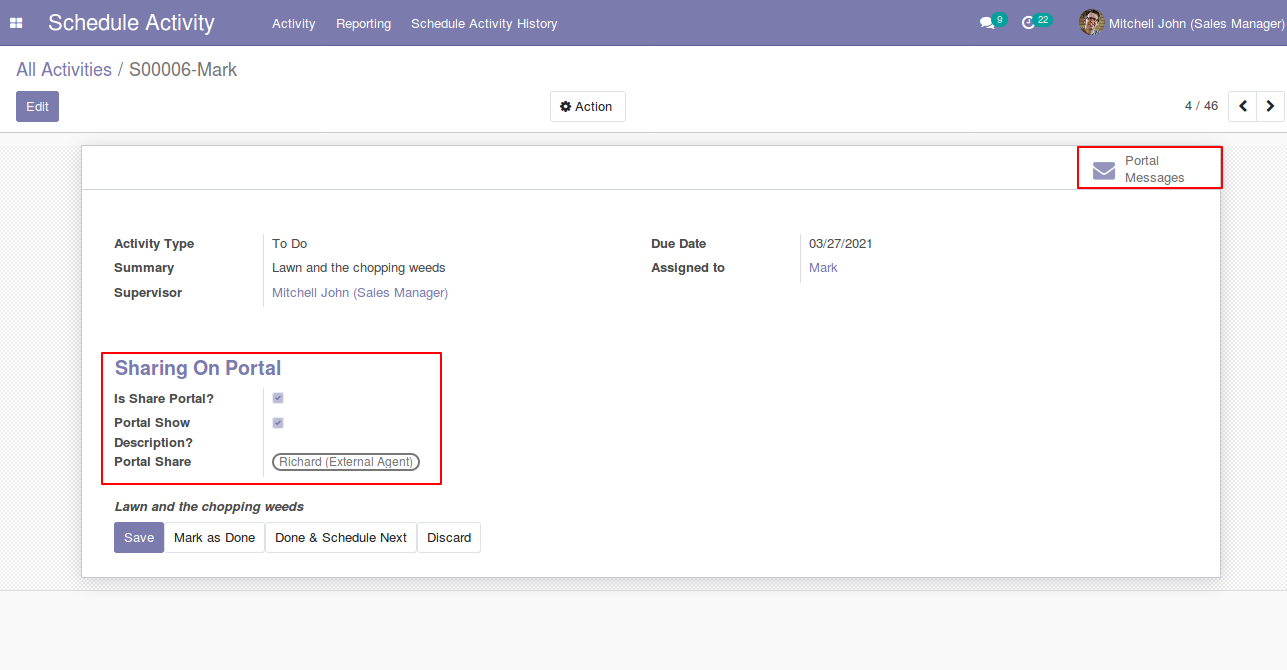 Schedule Activity
Activity
Reporting
Schedule Activity History
9
22
Mitchell John (Sales Manager)
All Activities / S00006-Mark
Edit
Action
4 / 46
Portal
Messages
Activity Type
To Do
Due Date
03/27/2021
Summary
Lawn and the chopping weeds
Assigned to
Mark
Supervisor
Mitchell John (Sales Manager)
Sharing On Portal
Is Share Portal?
Portal Show
Description?
Portal Share
Richard (External Agent)
Lawn and the chopping weeds
Save
Mark as Done
Done & Schedule Next
Discard